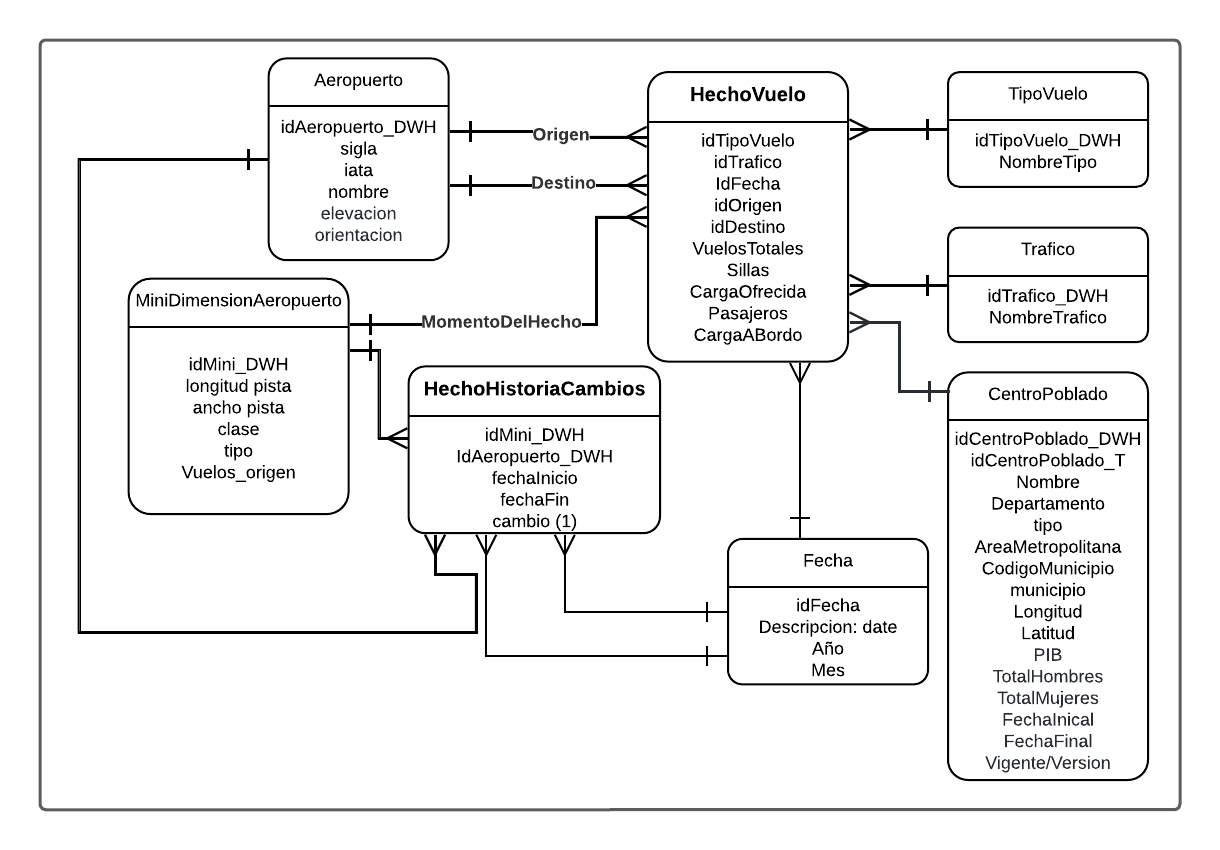 Aeropuerto
idAeropuerto_DWH
sigla
iata
nombre
elevacion
orientacion
Origen
Destino
HechoVuelo
idTipoVuelo
idTrafico
IdFecha
idOrigen
idDestino
VuelosTotales
Sillas
CargaOfrecida
Pasajeros
CargaABordo
TipoVuelo
idTipoVuelo_DWH
NombreTipo
Trafico
idTrafico_DWH
NombreTrafico
MiniDimensionAeropuerto
idMini_DWH
longitud pista
ancho pista
clase
tipo
Vuelos_origen
MomentoDelHecho
HechoHistoriaCambios
idMini_DWH
IdAeropuerto_DWH
fechaInicio
fechaFin
cambio (1)
Fecha
idFecha
Descripcion: date
Año
Mes
CentroPoblado
idCentroPoblado_DWH
idCentroPoblado_T
Nombre
Departamento
tipo
AreaMetropolitana
CodigoMunicipio
municipio
Longitud
Latitud
PIB
TotalHombres
TotalMujeres
FechaInical
FechaFinal
Vigente/Version